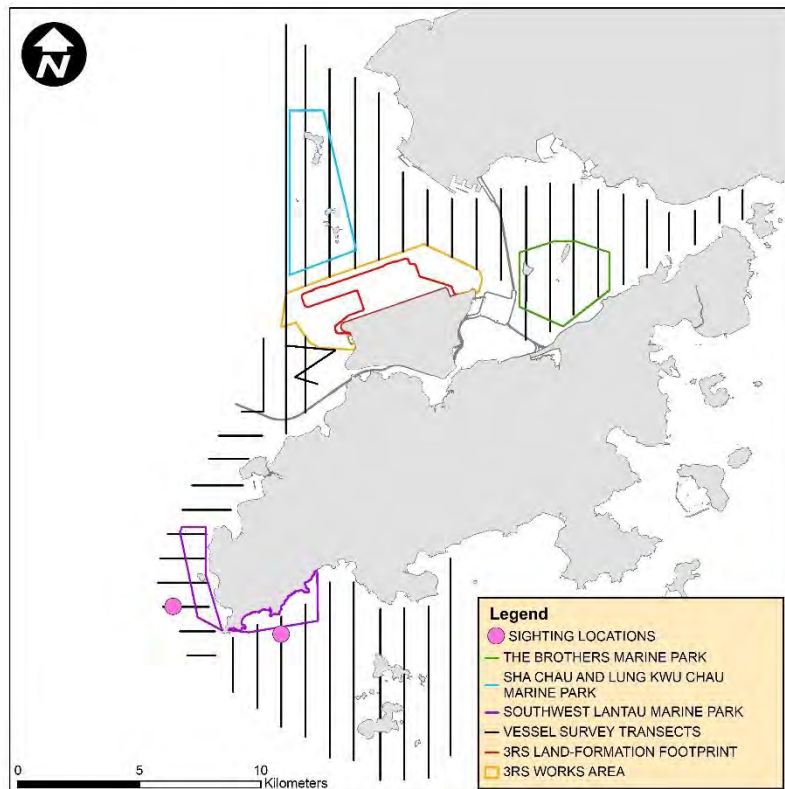 N
Legend
SIGHTING LOCATIONS
THE BROTHERS MARINE PARK
SHA CHAU AND LUNG KWU CHAU
MARINE PARK
SOUTHWEST LANTAU MARINE PARK
VESSEL SURVEY TRANSECTS
3RS LAND-FORMATION FOOTPRINT
3RS WORKS AREA
0 5 10
Kilometers